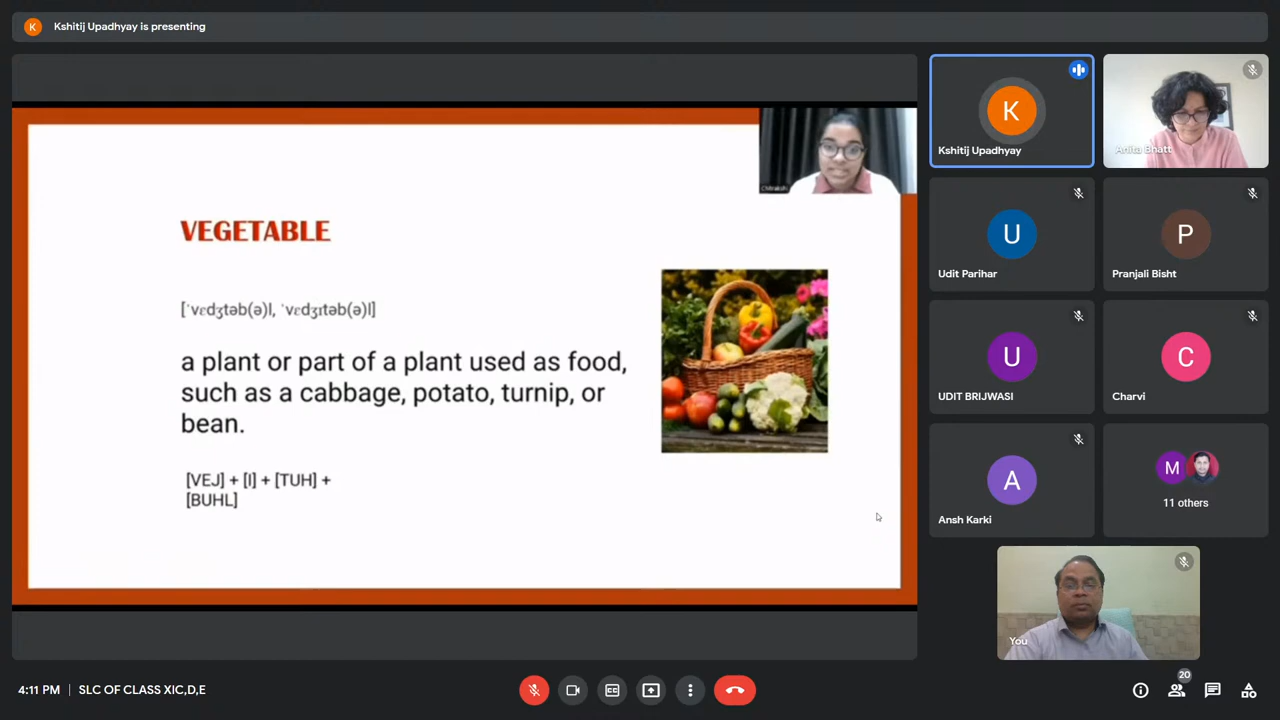 K
Kshitij Upadhyay is presenting
VEGETABLE
[ˈvɛdʒtəb(ə)l, ˈvɛdʒɪtəb(ə)l]
a plant or part of a plant used as food,
such as a cabbage, potato, turnip, or
bean.
[VEJ] + [I] + [TUH] +
[BUHL]
K
Kshitij Upadhyay
Anita Bhatt
U
Udit Parihar
P
Pranjali Bisht
U
UDIT BRIJWASI
C
Charvi
A
Ansh Karki
M
11 others
You
4:11 PM | SLC OF CLASS XIC,D,E
20